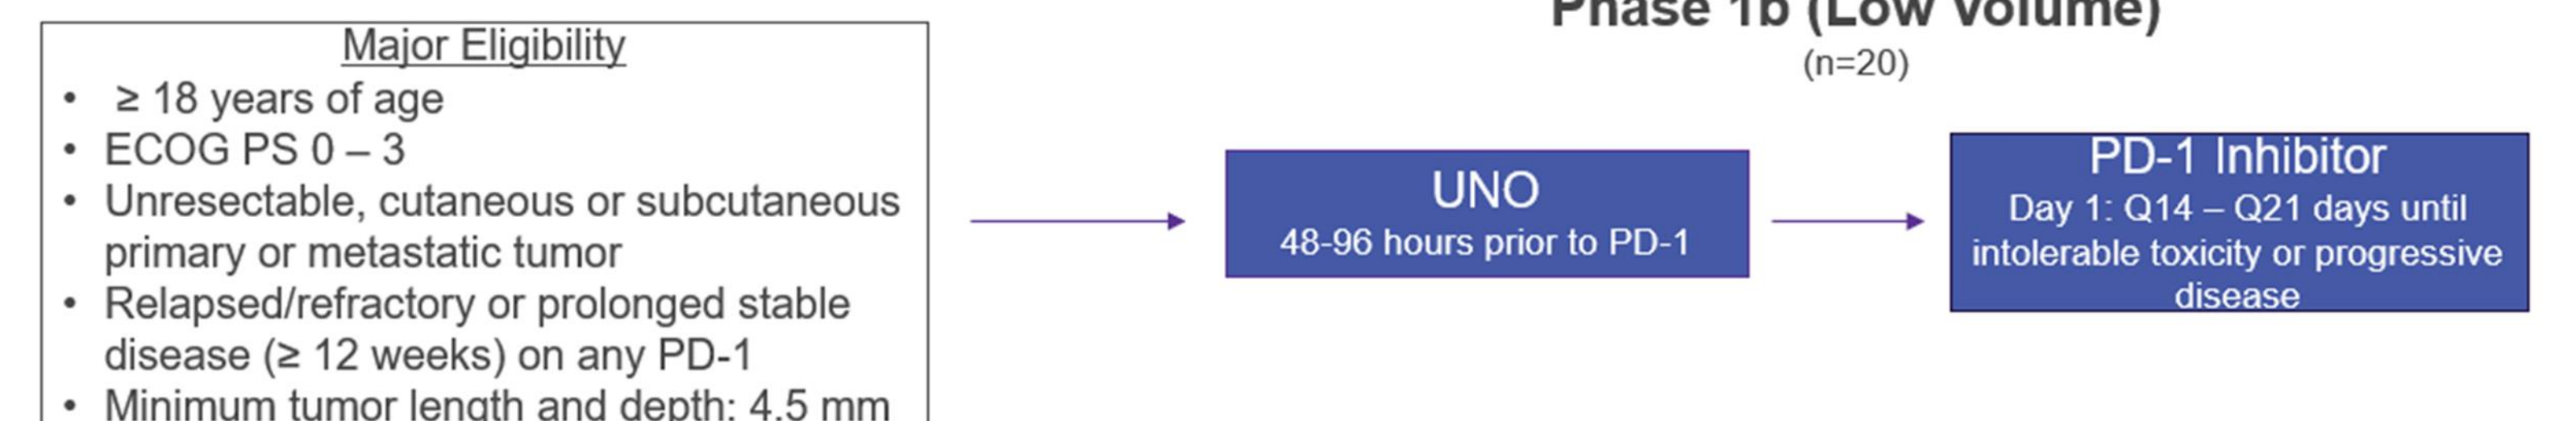 Major Eligibility
• ≥ 18 years of age
• ECOG PS 0 – 3
• Unresectable, cutaneous or subcutaneous
primary or metastatic tumor
• Relapsed/refractory or prolonged stable
disease (≥ 12 weeks) on any PD-1
• Minimum tumor length and depth: 4.5 mm
Phase 1b (Low Volume)
(n=20)
UNO
48-96 hours prior to PD-1
PD-1 Inhibitor
Day 1: Q14 – Q21 days until
intolerable toxicity or progressive
disease